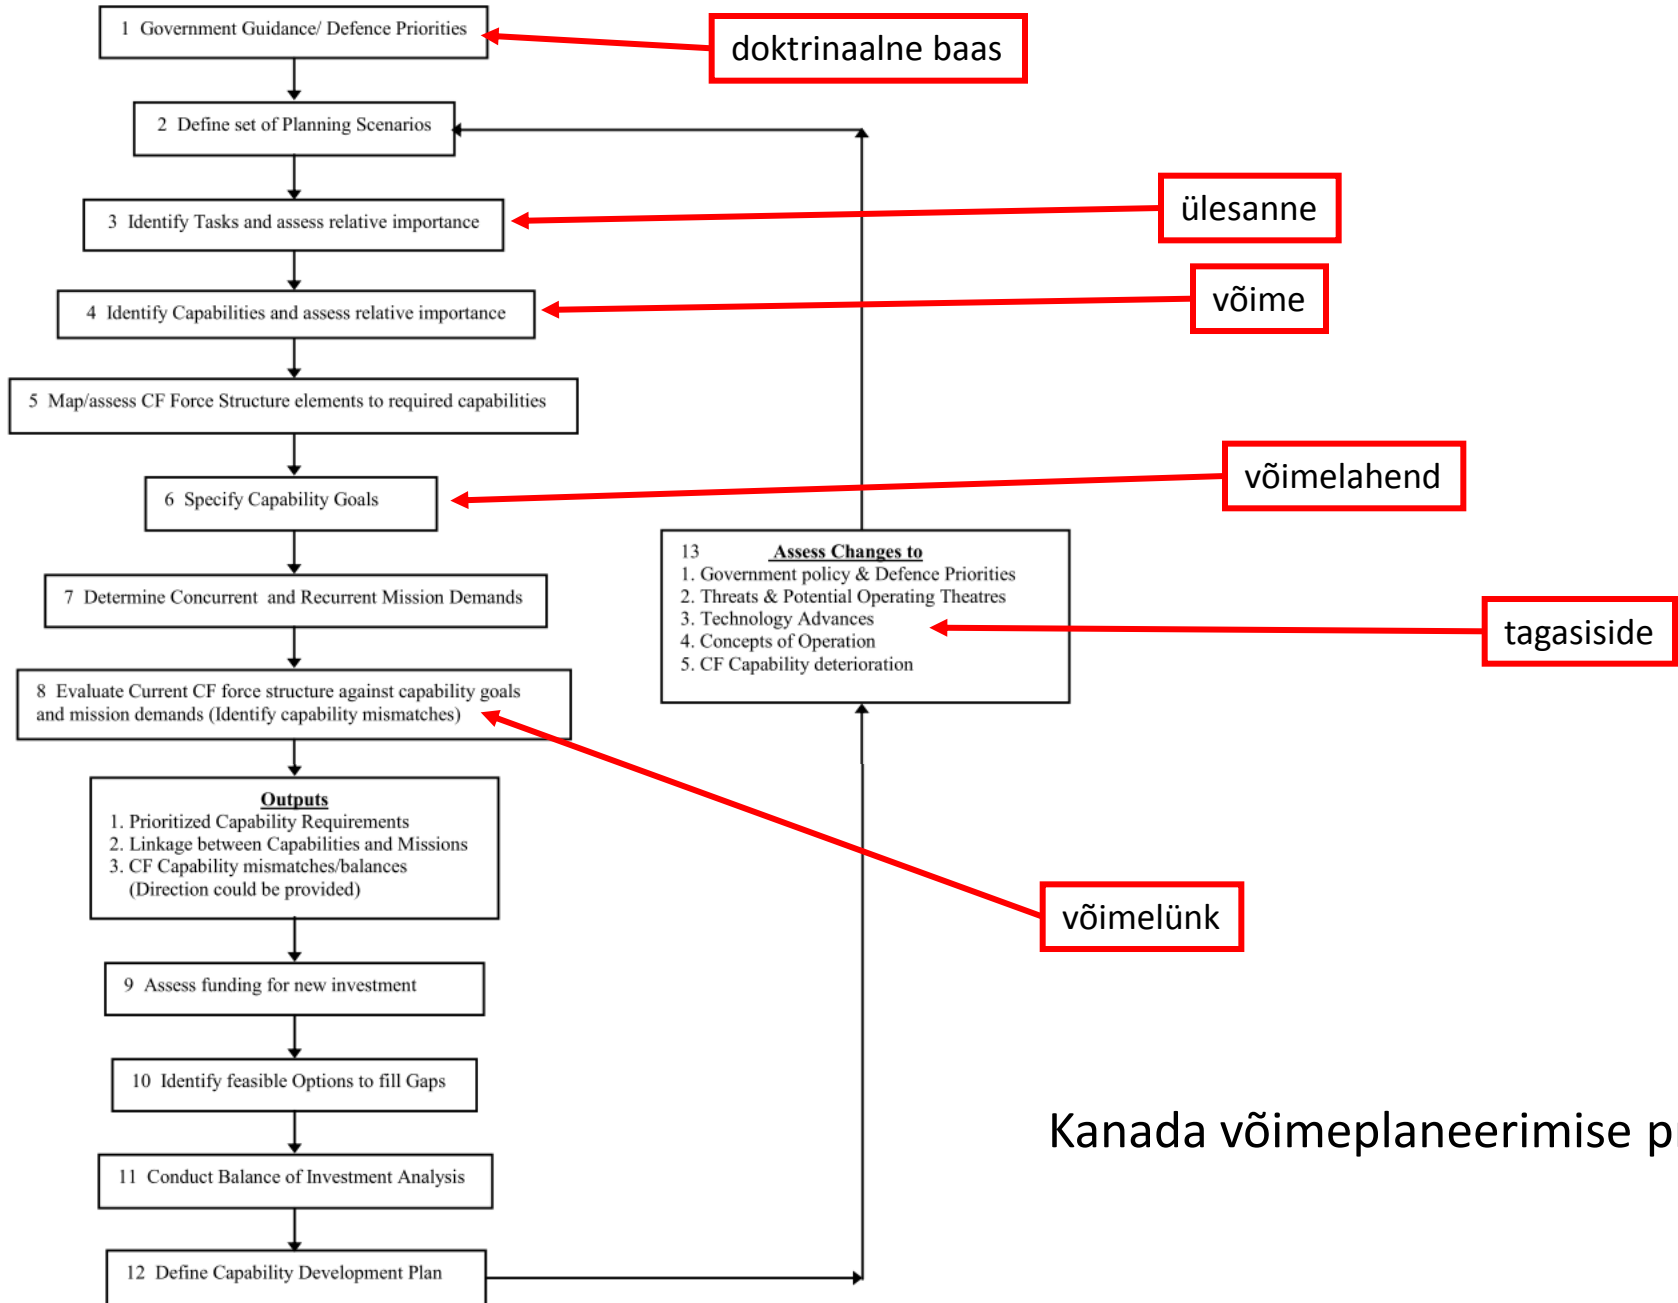 1 Government Guidance/ Defence Priorities
doktrinaalne baas
2 Define set of Planning Scenarios
3 Identify Tasks and assess relative importance
ülesanne
4 Identify Capabilities and assess relative importance
võime
5 Map/assess CF Force Structure elements to required capabilities
6 Specify Capability Goals
võimelahend
7 Determine Concurrent and Recurrent Mission Demands
13 Assess Changes to
1. Government policy & Defence Priorities
2. Threats & Potential Operating Theatres
3. Technology Advances
4. Concepts of Operation
5. CF Capability deterioration
tagasiside
8 Evaluate Current CF force structure against capability goals
and mission demands (Identify capability mismatches)
Outputs
1. Prioritized Capability Requirements
2. Linkage between Capabilities and Missions
3. CF Capability mismatches/balances
(Direction could be provided)
võimelünk
9 Assess funding for new investment
10 Identify feasible Options to fill Gaps
11 Conduct Balance of Investment Analysis
12 Define Capability Development Plan
Kanada võimeplaneerimise